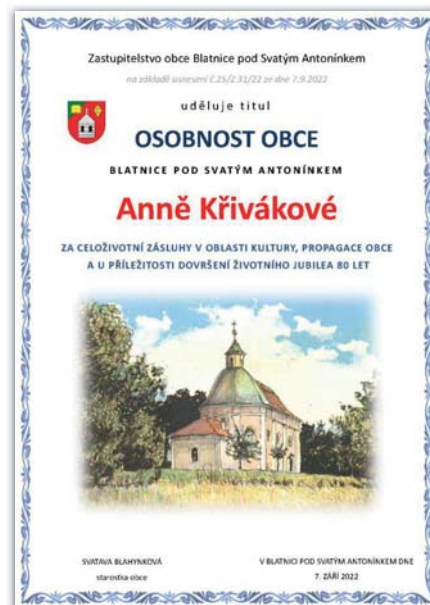 Zastupitelstvo obce Blatnice pod Svatým Antonínkem
na základě usnesení č.25/Z 31/22 ze dne 7.9.2022
uděluje titul
OSOBNOST OBCE
BLATNICE POD SVATÝM ANTONÍNKEM
Anně Křivákové
ZA CELOŽIVOTNÍ ZÁSLUHY V OBLASTI KULTURY, PROPAGACE OBCE
A U PŘÍLEŽITOSTI DOVRŠENÍ ŽIVOTNÍHO JUBILEA 80 LET
SVATAVA BLAHYNKOVÁ
starostka obce
V BLATNICI POD SVATÝM ANTONÍNKEM DNE
7. ZÁŘÍ 2022